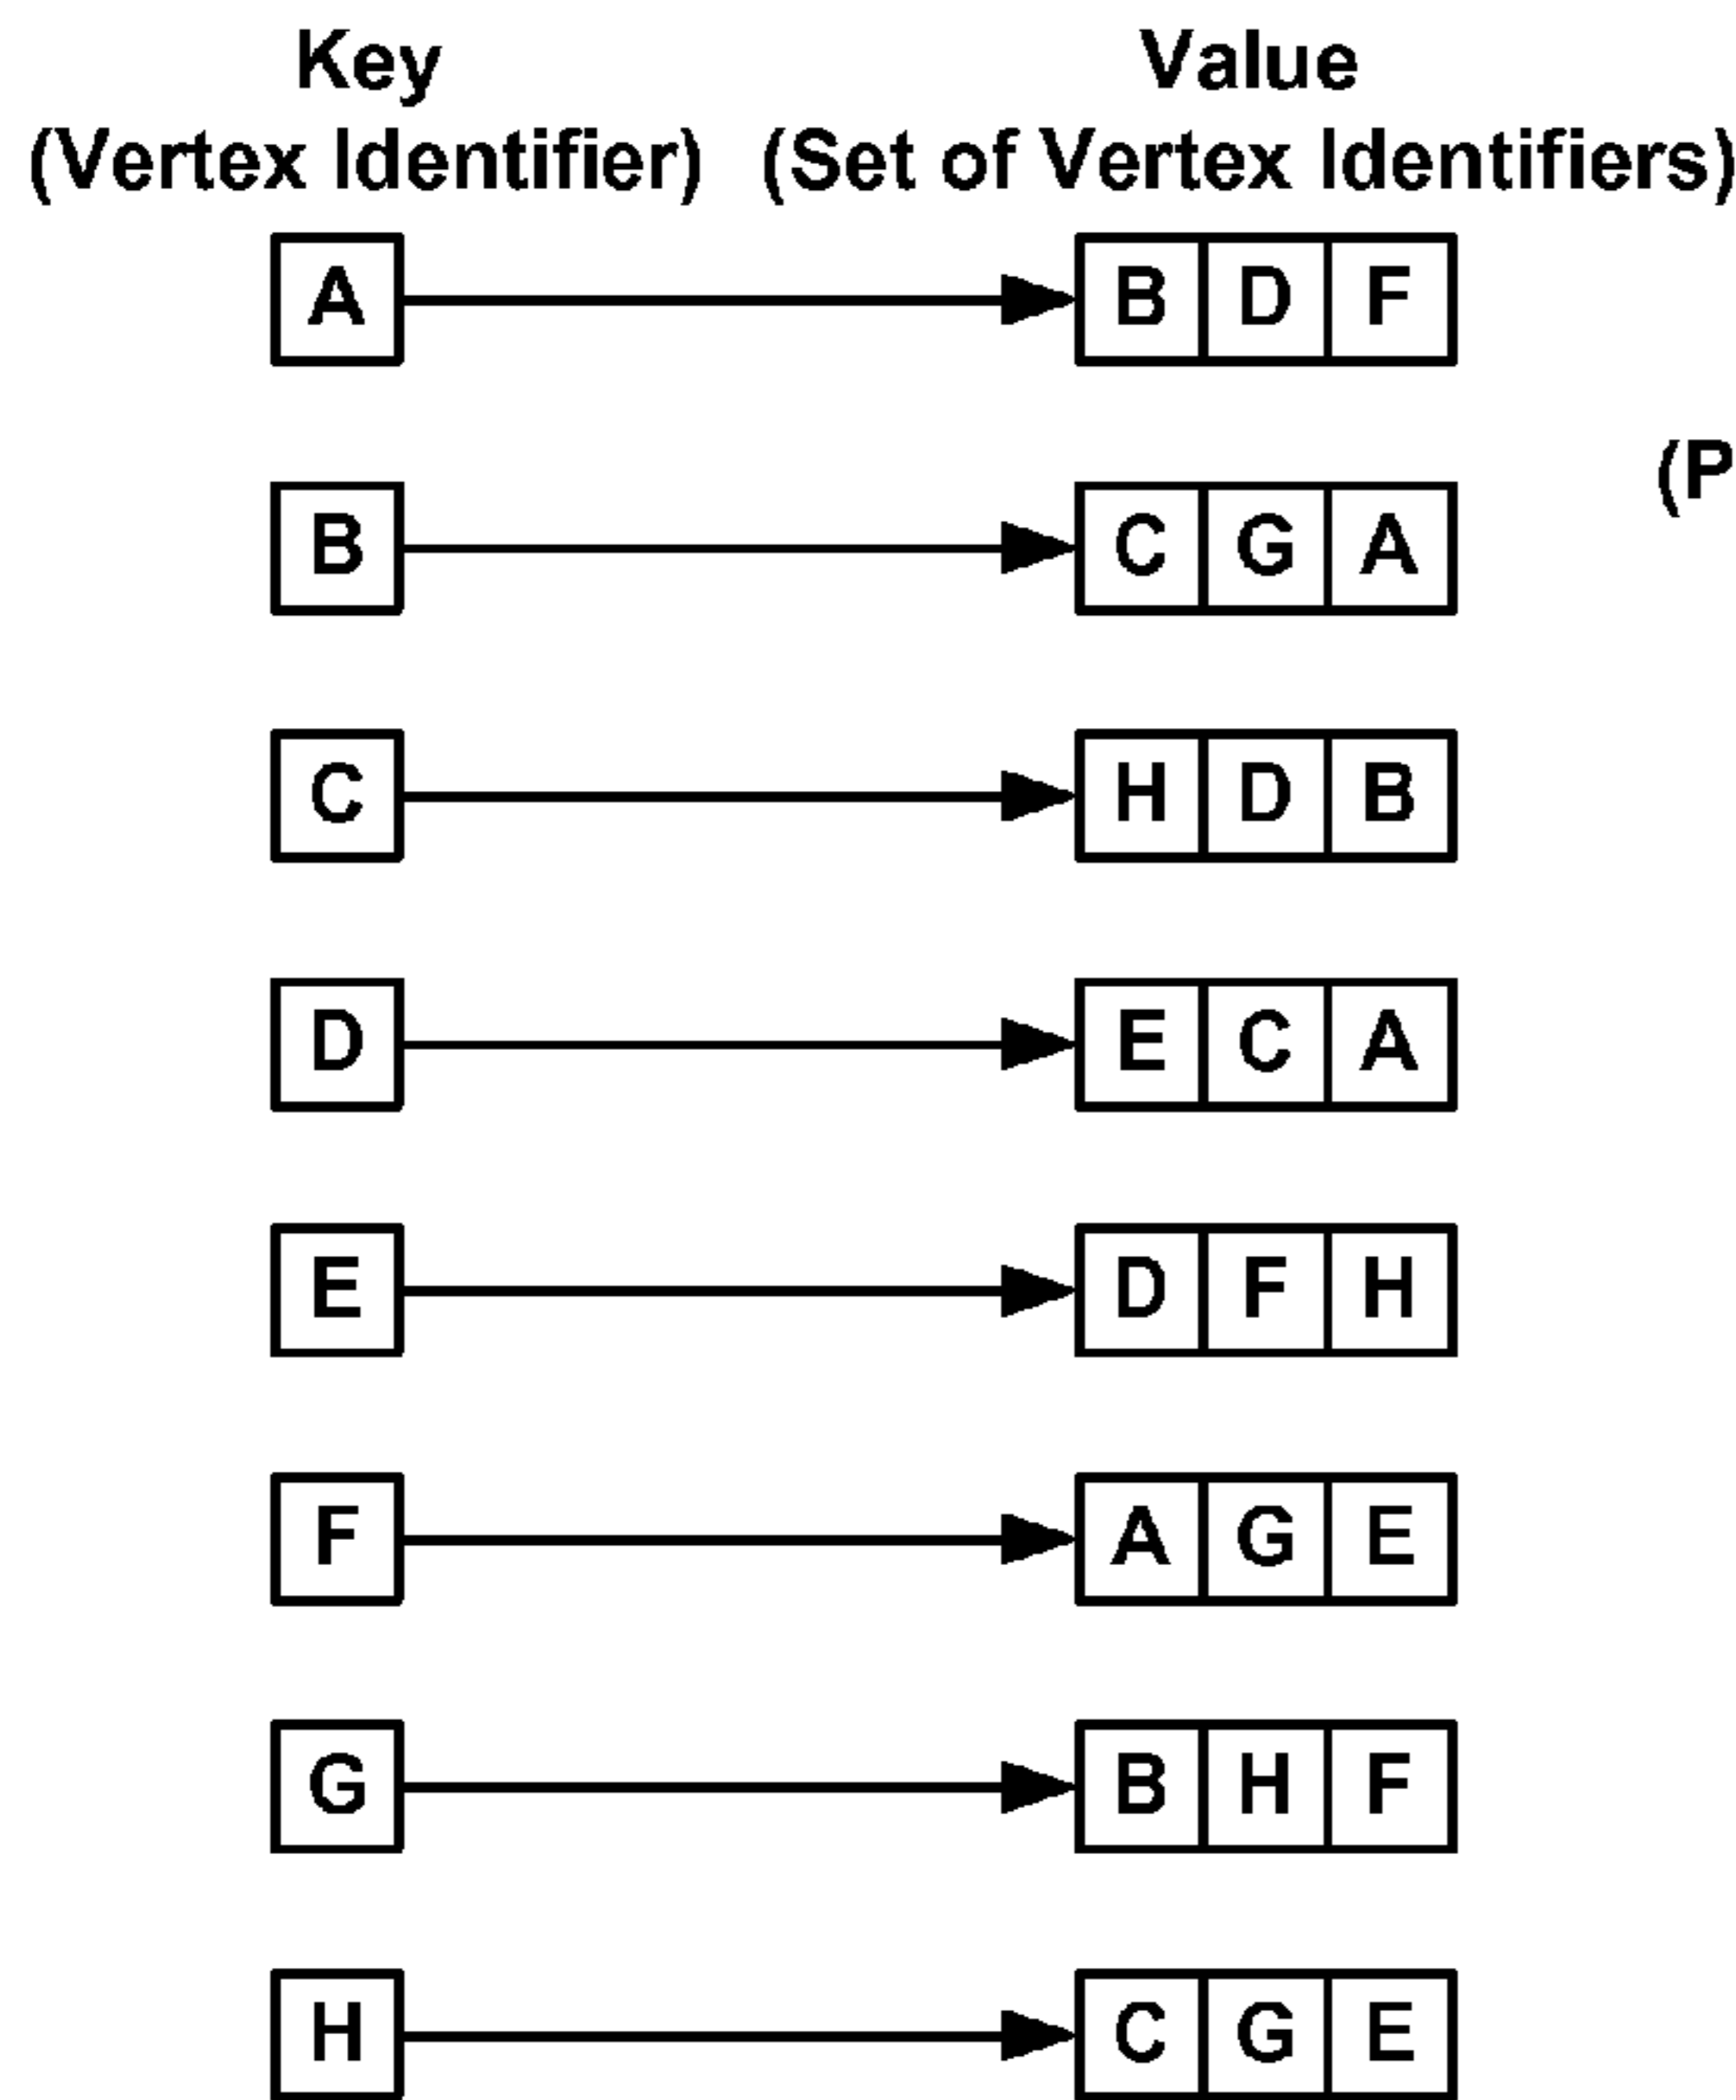 Key Value
(Vertex Identifier) (Set of Vertex Identifiers)
A B D F
(P
B C G A
C H D B
D E C A
E D F H
F A G E
G B H F
H C G E